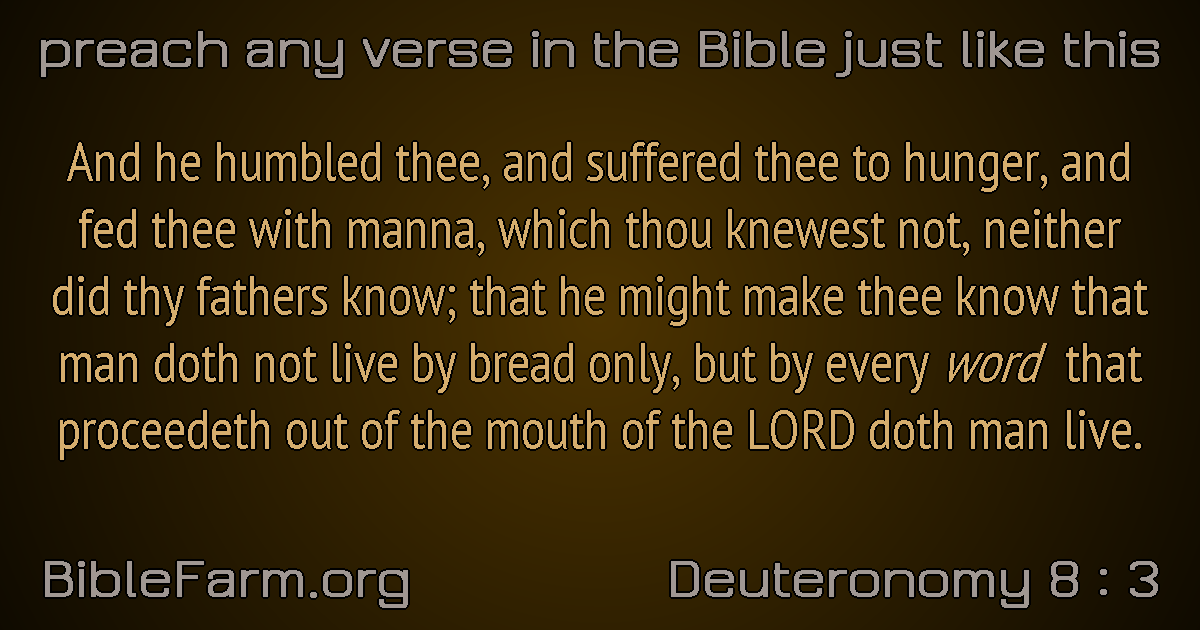 preach any verse in the Bible just like this
And he humbled thee, and suffered thee to hunger, and
fed thee with manna, which thou knewest not, neither
did thy fathers know; that he might make thee know that
man doth not live by bread only, but by every word that
proceedeth out of the mouth of the LORD doth man live.
BibleFarm.org
Deuteronomy 8 : 3